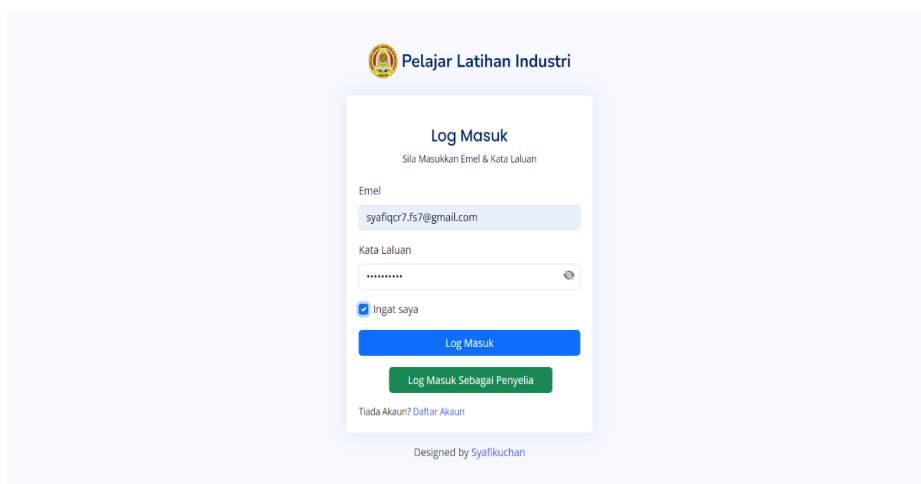 Pelajar Latihan Industri
Log Masuk
Sila Masukkan Emel & Kata Laluan
Emel
syafiqcr7.fs7@gmail.com
Kata Laluan
••••••••••
Ingat saya
Log Masuk
Log Masuk Sebagai Penyelia
Tiada Akaun? Daftar Akaun
Designed by Syafikuchan